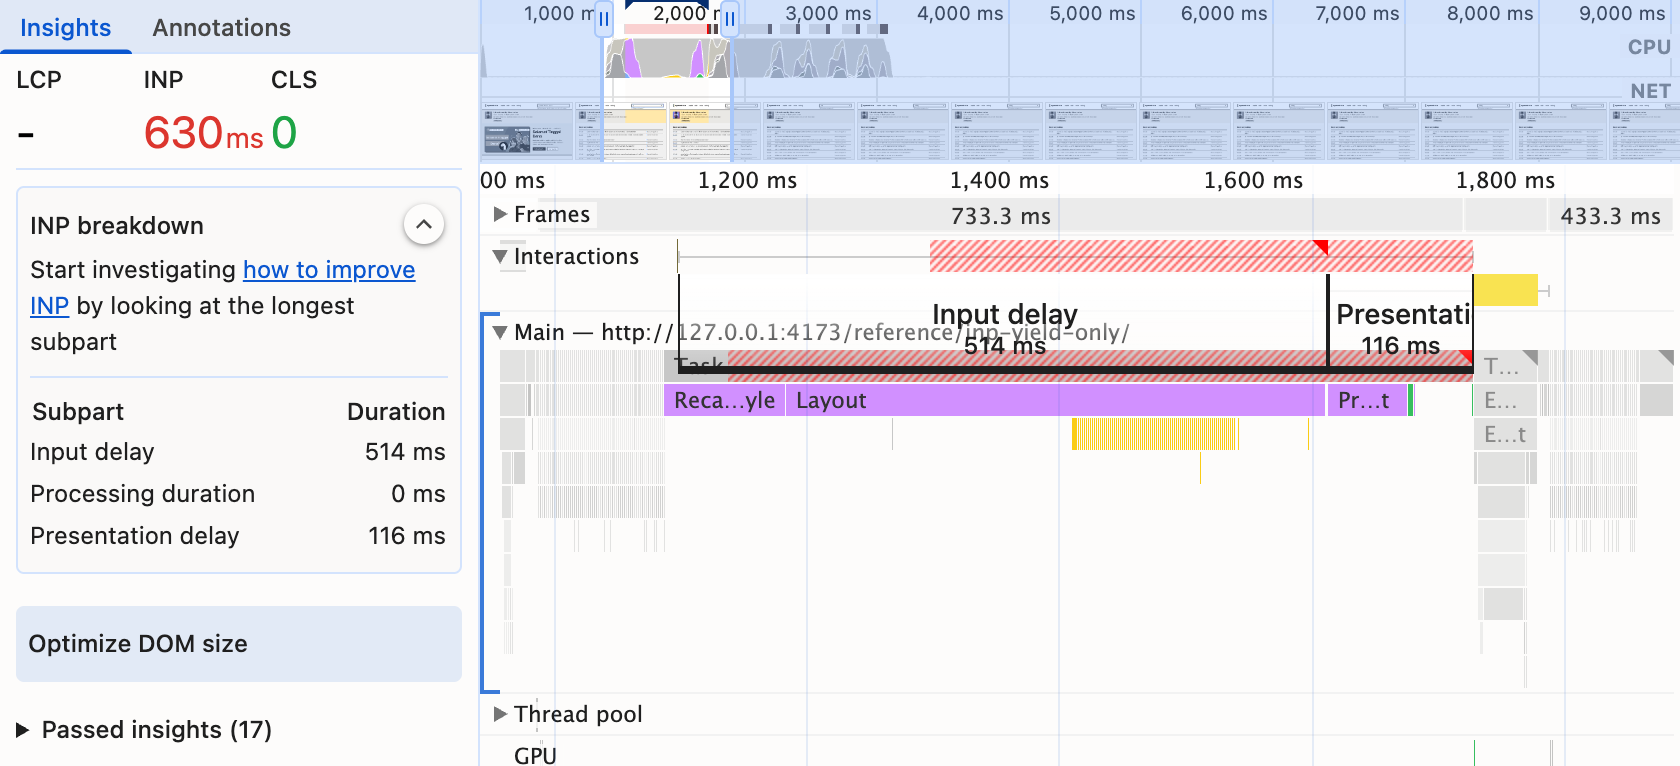 Insights
Annotations
LCP
INP
CLS
-
630 ms
0
INP breakdown
Start investigating how to improve
INP by looking at the longest
subpart
Subpart
Duration
Input delay
514 ms
Processing duration
0 ms
Presentation delay
116 ms
Optimize DOM size
Passed insights (17)
1,000 m
2,000
3,000 ms
4,000 ms
5,000 ms
6,000 ms
7,000 ms
8,000 ms
9,000 ms
CPU
NET
00 ms
1,200 ms
1,400 ms
1,600 ms
1,800 ms
Frames
733.3 ms
433.3 ms
Interactions
Input delay
514 ms
Presentati
116 ms
Main — http://127.0.0.1:4173/reference/inp-yield-only/
Task
T…
Reca…yle
Layout
Pr…t
E…
E…t
Thread pool
GPU